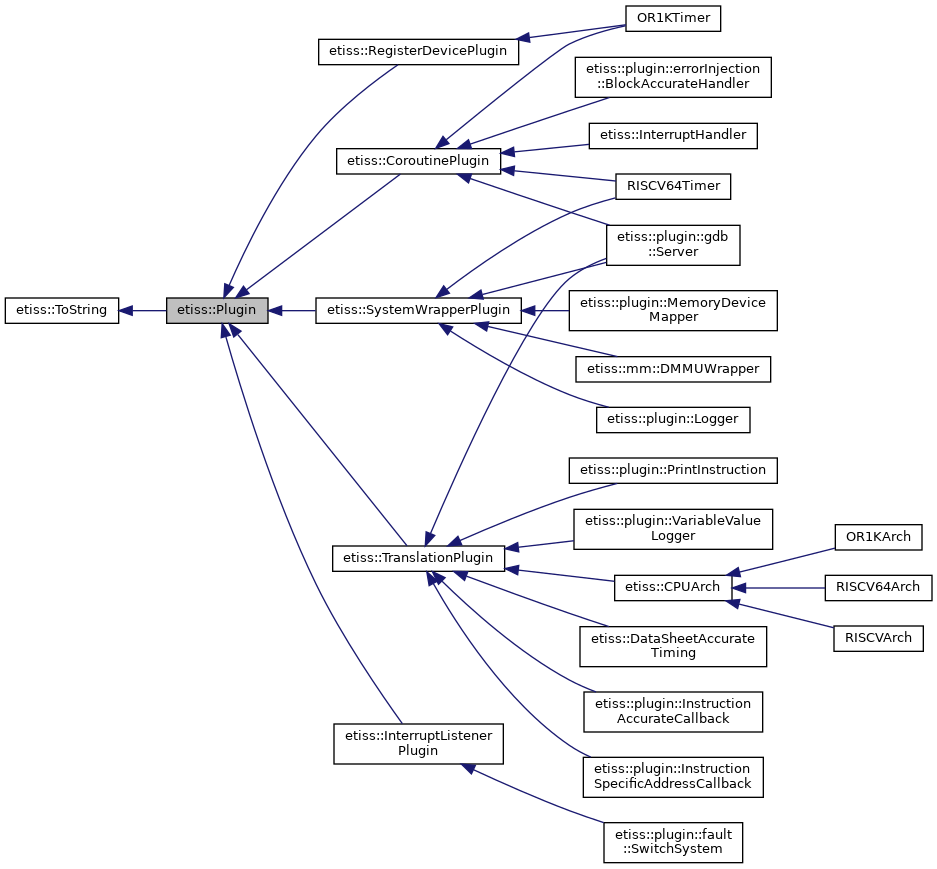 OR1KTimer
etiss::RegisterDevicePlugin
etiss::plugin::errorInjection
::BlockAccurateHandler
etiss::InterruptHandler
etiss::CoroutinePlugin
RISCV64Timer
etiss::plugin::gdb
::Server
etiss::ToString
etiss::Plugin
etiss::SystemWrapperPlugin
etiss::plugin::MemoryDevice
Mapper
etiss::mm::DMMUWrapper
etiss::plugin::Logger
etiss::plugin::PrintInstruction
etiss::plugin::VariableValue
Logger
etiss::TranslationPlugin
etiss::CPUArch
OR1KArch
RISCV64Arch
RISCVArch
etiss::DataSheetAccurate
Timing
etiss::plugin::Instruction
AccurateCallback
etiss::InterruptListener
Plugin
etiss::plugin::Instruction
SpecificAddressCallback
etiss::plugin::fault
::SwitchSystem